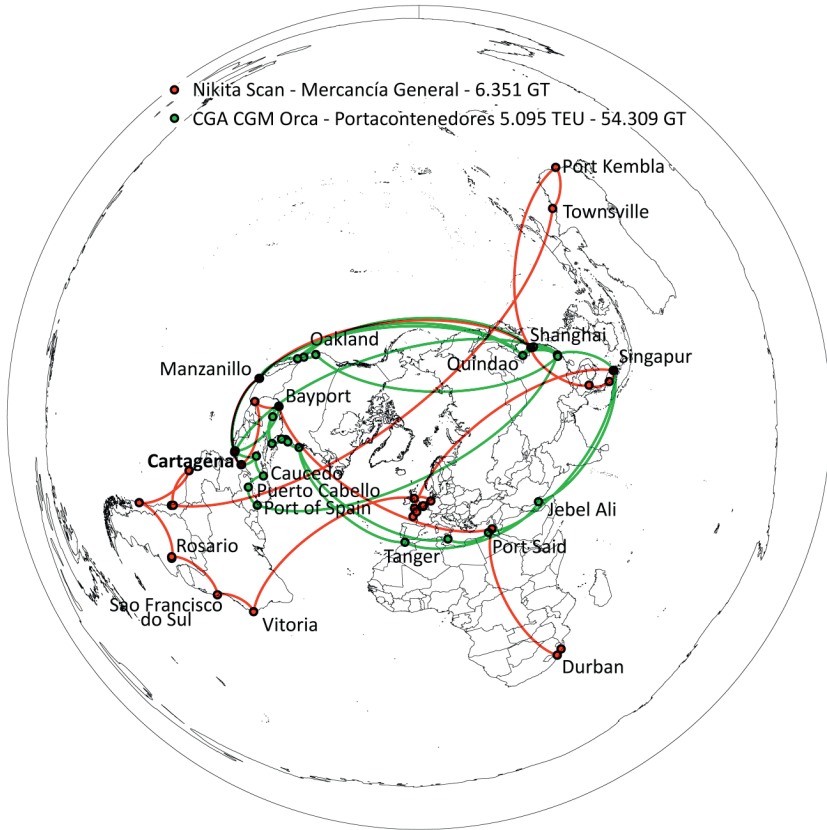 Nikita Scan - Mercancía General - 6.351 GT
CGA CGM Orca - Portacontenedores 5.095 TEU - 54.309 GT
Port Kembla
Townsville
Oakland
Shanghai
Quindao
Singapur
Manzanillo
Bayport
Cartagena
Caucedo
Puerto Cabello
Port of Spain
Jebel Ali
Rosario
Tanger
Port Said
Sao Francisco
do Sul
Vitoria
Durban